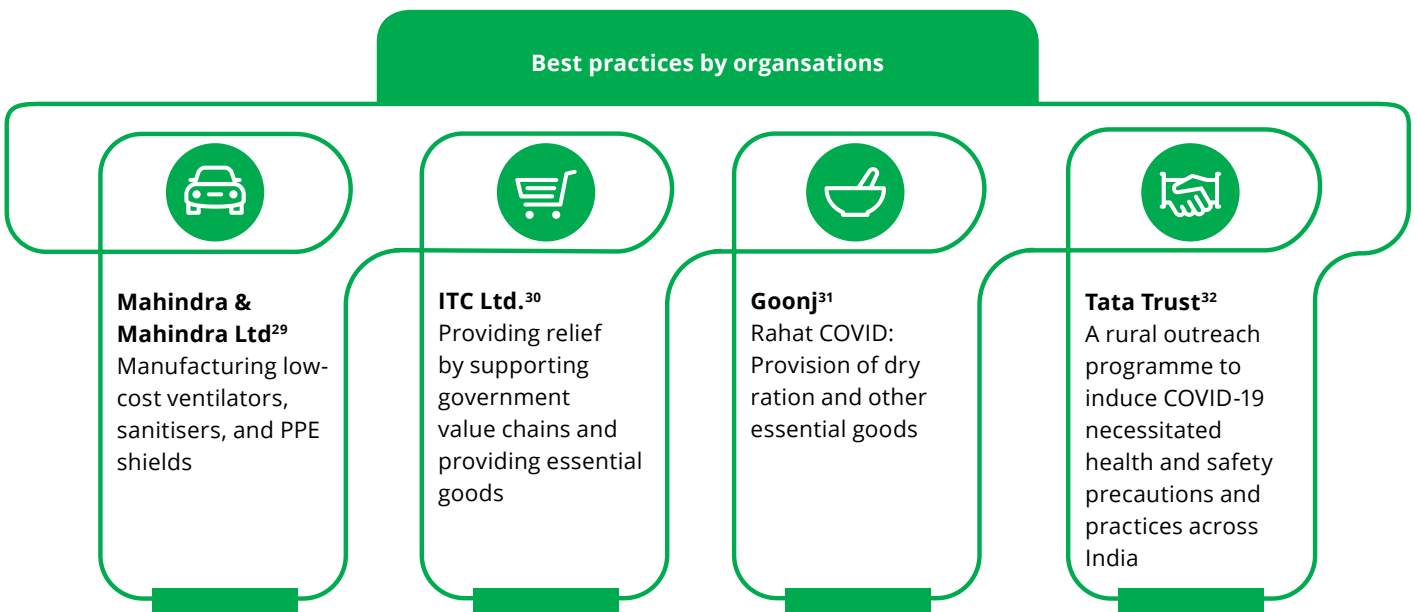 Best practices by organsations
Mahindra &
Mahindra Ltd²⁹
Manufacturing low-
cost ventilators,
sanitisers, and PPE
shields
ITC Ltd.³⁰
Providing relief
by supporting
government
value chains and
providing essential
goods
Goonj³¹
Rahat COVID:
Provision of dry
ration and other
essential goods
Tata Trust³²
A rural outreach
programme to
induce COVID-19
necessitated
health and safety
precautions and
practices across
India